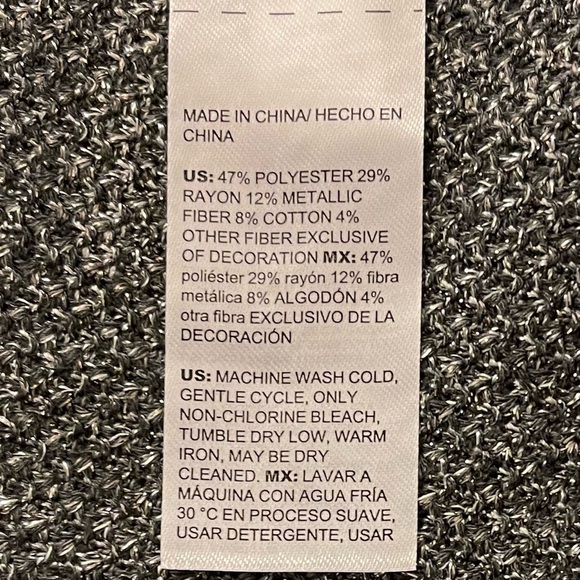 MADE IN CHINA/ HECHO EN
CHINA
US: 47% POLYESTER 29%
RAYON 12% METALLIC
FIBER 8% COTTON 4%
OTHER FIBER EXCLUSIVE
OF DECORATION MX: 47%
poliéster 29% rayón 12% fibra
metálica 8% ALGODÓN 4%
otra fibra EXCLUSIVO DE LA
DECORACIÓN
US: MACHINE WASH COLD,
GENTLE CYCLE, ONLY
NON-CHLORINE BLEACH,
TUMBLE DRY LOW, WARM
IRON, MAY BE DRY
CLEANED. MX: LAVAR A
MÁQUINA CON AGUA FRÍA
30 °C EN PROCESO SUAVE,
USAR DETERGENTE, USAR